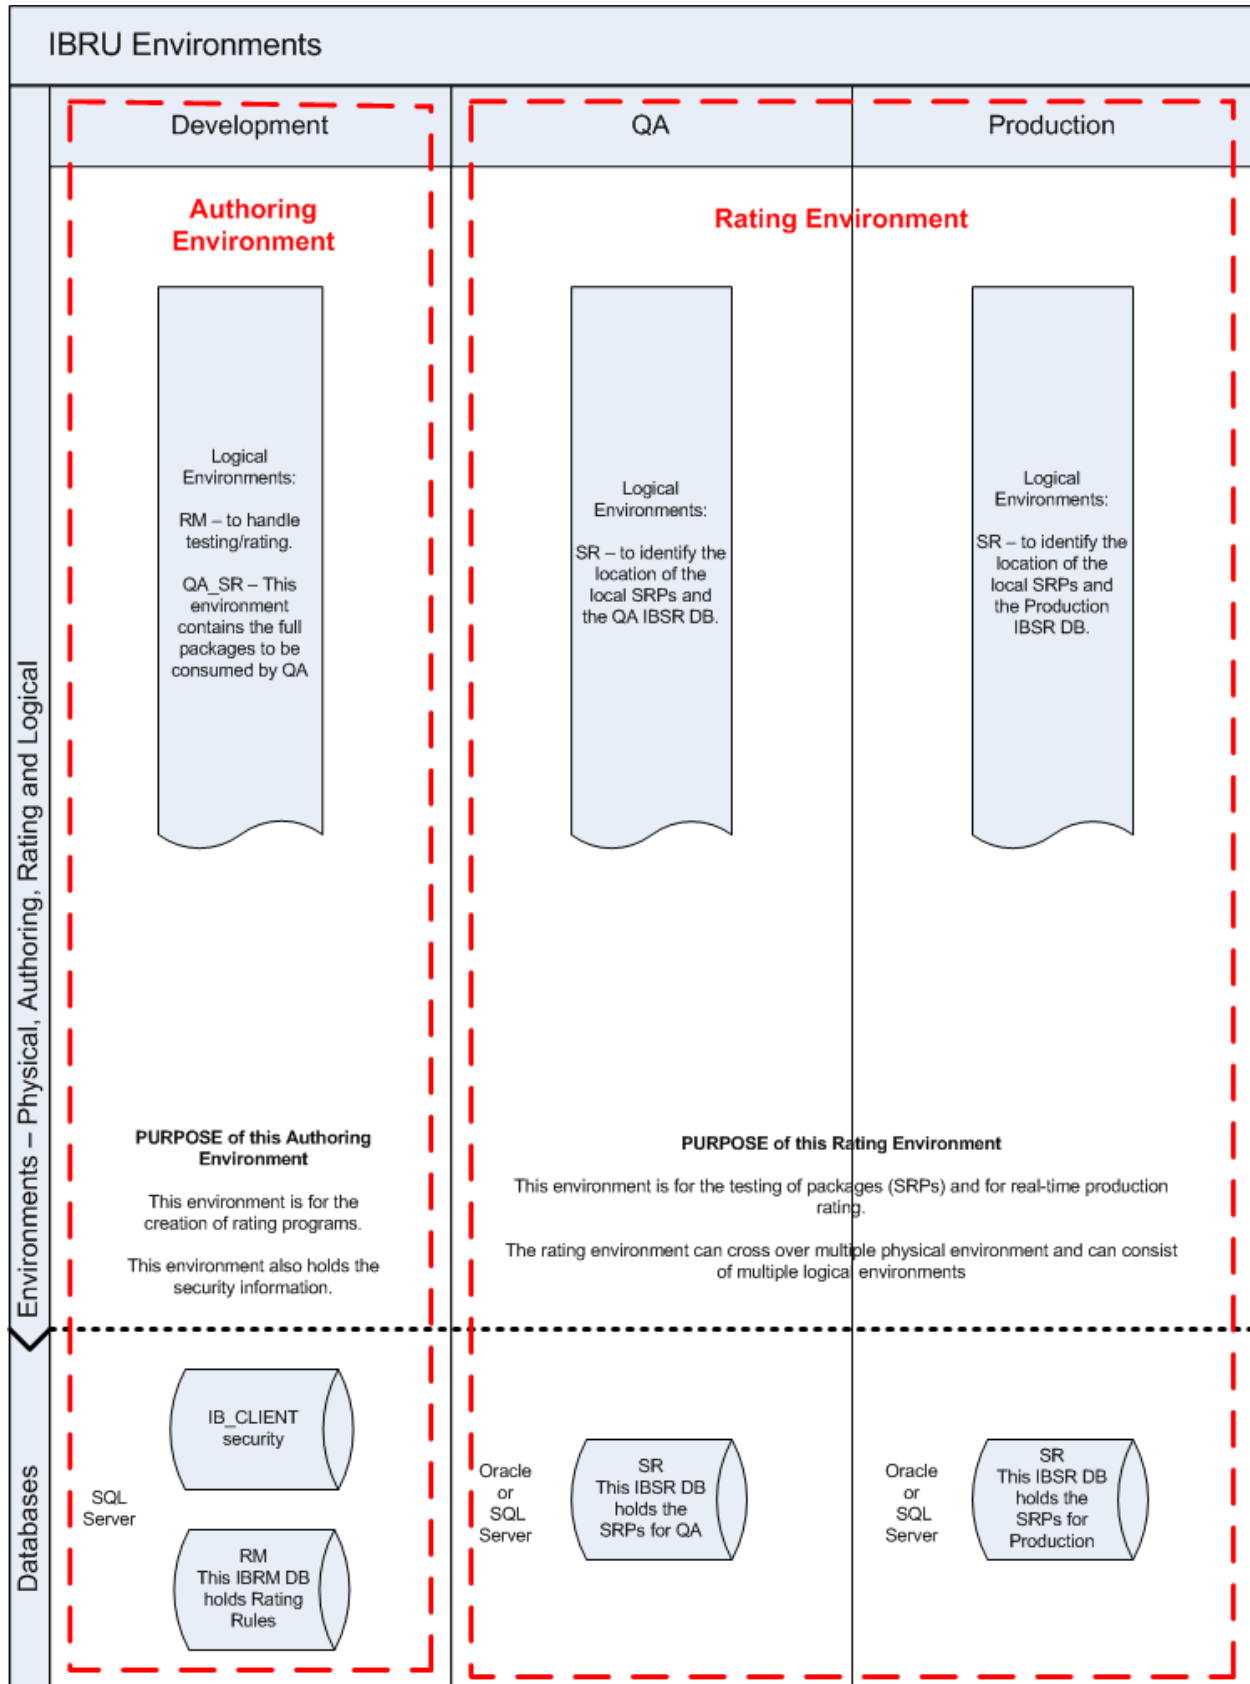 IBRU Environments
Development
QA
Production
Environments – Physical, Authoring, Rating and Logical
Authoring
Environment
Rating Environment
Logical
Environments:
RM – to handle
testing/rating.
QA_SR – This
environment
contains the full
packages to be
consumed by QA
Logical
Environments:
SR – to identify the
location of the
local SRPs and
the QA IBSR DB.
Logical
Environments:
SR – to identify the
location of the
local SRPs and
the Production
IBSR DB.
PURPOSE of this Authoring
Environment
This environment is for the
creation of rating programs.
This environment also holds the
security information.
PURPOSE of this Rating Environment
This environment is for the testing of packages (SRPs) and for real-time production
rating.
The rating environment can cross over multiple physical environment and can consist
of multiple logical environments
Databases
SQL
Server
IB_CLIENT
security
RM
This IBRM DB
holds Rating
Rules
Oracle
or
SQL
Server
SR
This IBSR DB
holds the
SRPs for QA
Oracle
or
SQL
Server
SR
This IBSR DB
holds the
SRPs for
Production